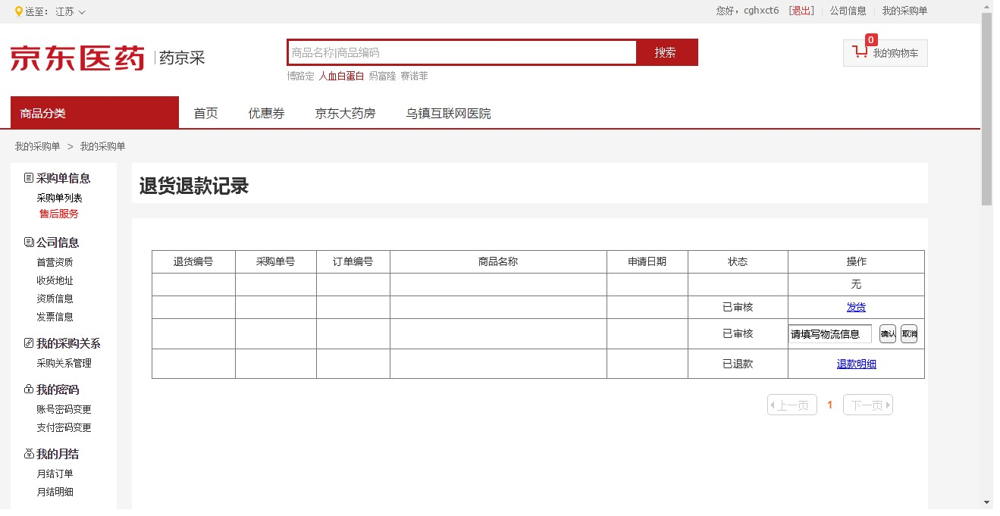 送至： 江苏
您好，cghxct6 [退出] 公司信息 我的采购单
京东医药 药京采
商品名称|商品编码 搜索
0 我的购物车
博路定 人血白蛋白 妈富隆 赛诺菲
商品分类 首页 优惠券 京东大药房 乌镇互联网医院
我的采购单 > 我的采购单
采购单信息
采购单列表
售后服务
公司信息
首营资质
收货地址
资质信息
发票信息
我的采购关系
采购关系管理
我的密码
账号密码变更
支付密码变更
我的月结
月结订单
月结明细
退货退款记录
退货编号 采购单号 订单编号 商品名称 申请日期 状态 操作
无
已审核 发货
已审核 请填写物流信息 确认 取消
已退款 退款明细
上一页 1 下一页